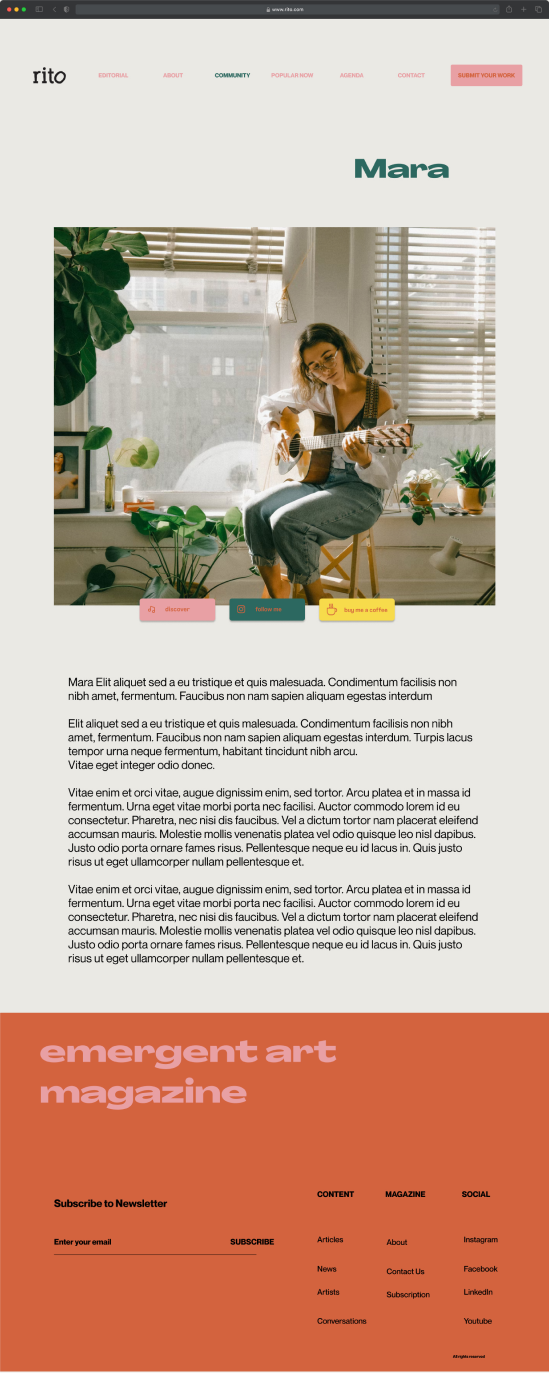 www.rito.com
rito
EDITORIAL
ABOUT
COMMUNITY
POPULAR NOW
AGENDA
CONTACT
SUBMIT YOUR WORK
Mara
discover
follow me
buy me a coffee
Mara Elit aliquet sed a eu tristique et quis malesuada. Condimentum facilisis non
nibh amet, fermentum. Faucibus non nam sapien aliquam egestas interdum
Elit aliquet sed a eu tristique et quis malesuada. Condimentum facilisis non nibh
amet, fermentum. Faucibus non nam sapien aliquam egestas interdum. Turpis lacus
tempor urna neque fermentum, habitant tincidunt nibh arcu.
Vitae eget integer odio donec.
Vitae enim et orci vitae, augue dignissim enim, sed tortor. Arcu platea et in massa id
fermentum. Urna eget vitae morbi porta nec facilisi. Auctor commodo lorem id eu
consectetur. Pharetra, nec nisi dis faucibus. Vel a dictum tortor nam placerat eleifend
accumsan mauris. Molestie mollis venenatis platea vel odio quisque leo nisl dapibus.
Justo odio porta ornare fames risus. Pellentesque neque eu id lacus in. Quis justo
risus ut eget ullamcorper nullam pellentesque et.
Vitae enim et orci vitae, augue dignissim enim, sed tortor. Arcu platea et in massa id
fermentum. Urna eget vitae morbi porta nec facilisi. Auctor commodo lorem id eu
consectetur. Pharetra, nec nisi dis faucibus. Vel a dictum tortor nam placerat eleifend
accumsan mauris. Molestie mollis venenatis platea vel odio quisque leo nisl dapibus.
Justo odio porta ornare fames risus. Pellentesque neque eu id lacus in. Quis justo
risus ut eget ullamcorper nullam pellentesque et.
emergent art
magazine
Subscribe to Newsletter
Enter your email
SUBSCRIBE
CONTENT
Articles
News
Artists
Conversations
MAGAZINE
About
Contact Us
Subscription
SOCIAL
Instagram
Facebook
LinkedIn
Youtube
All rights reserved